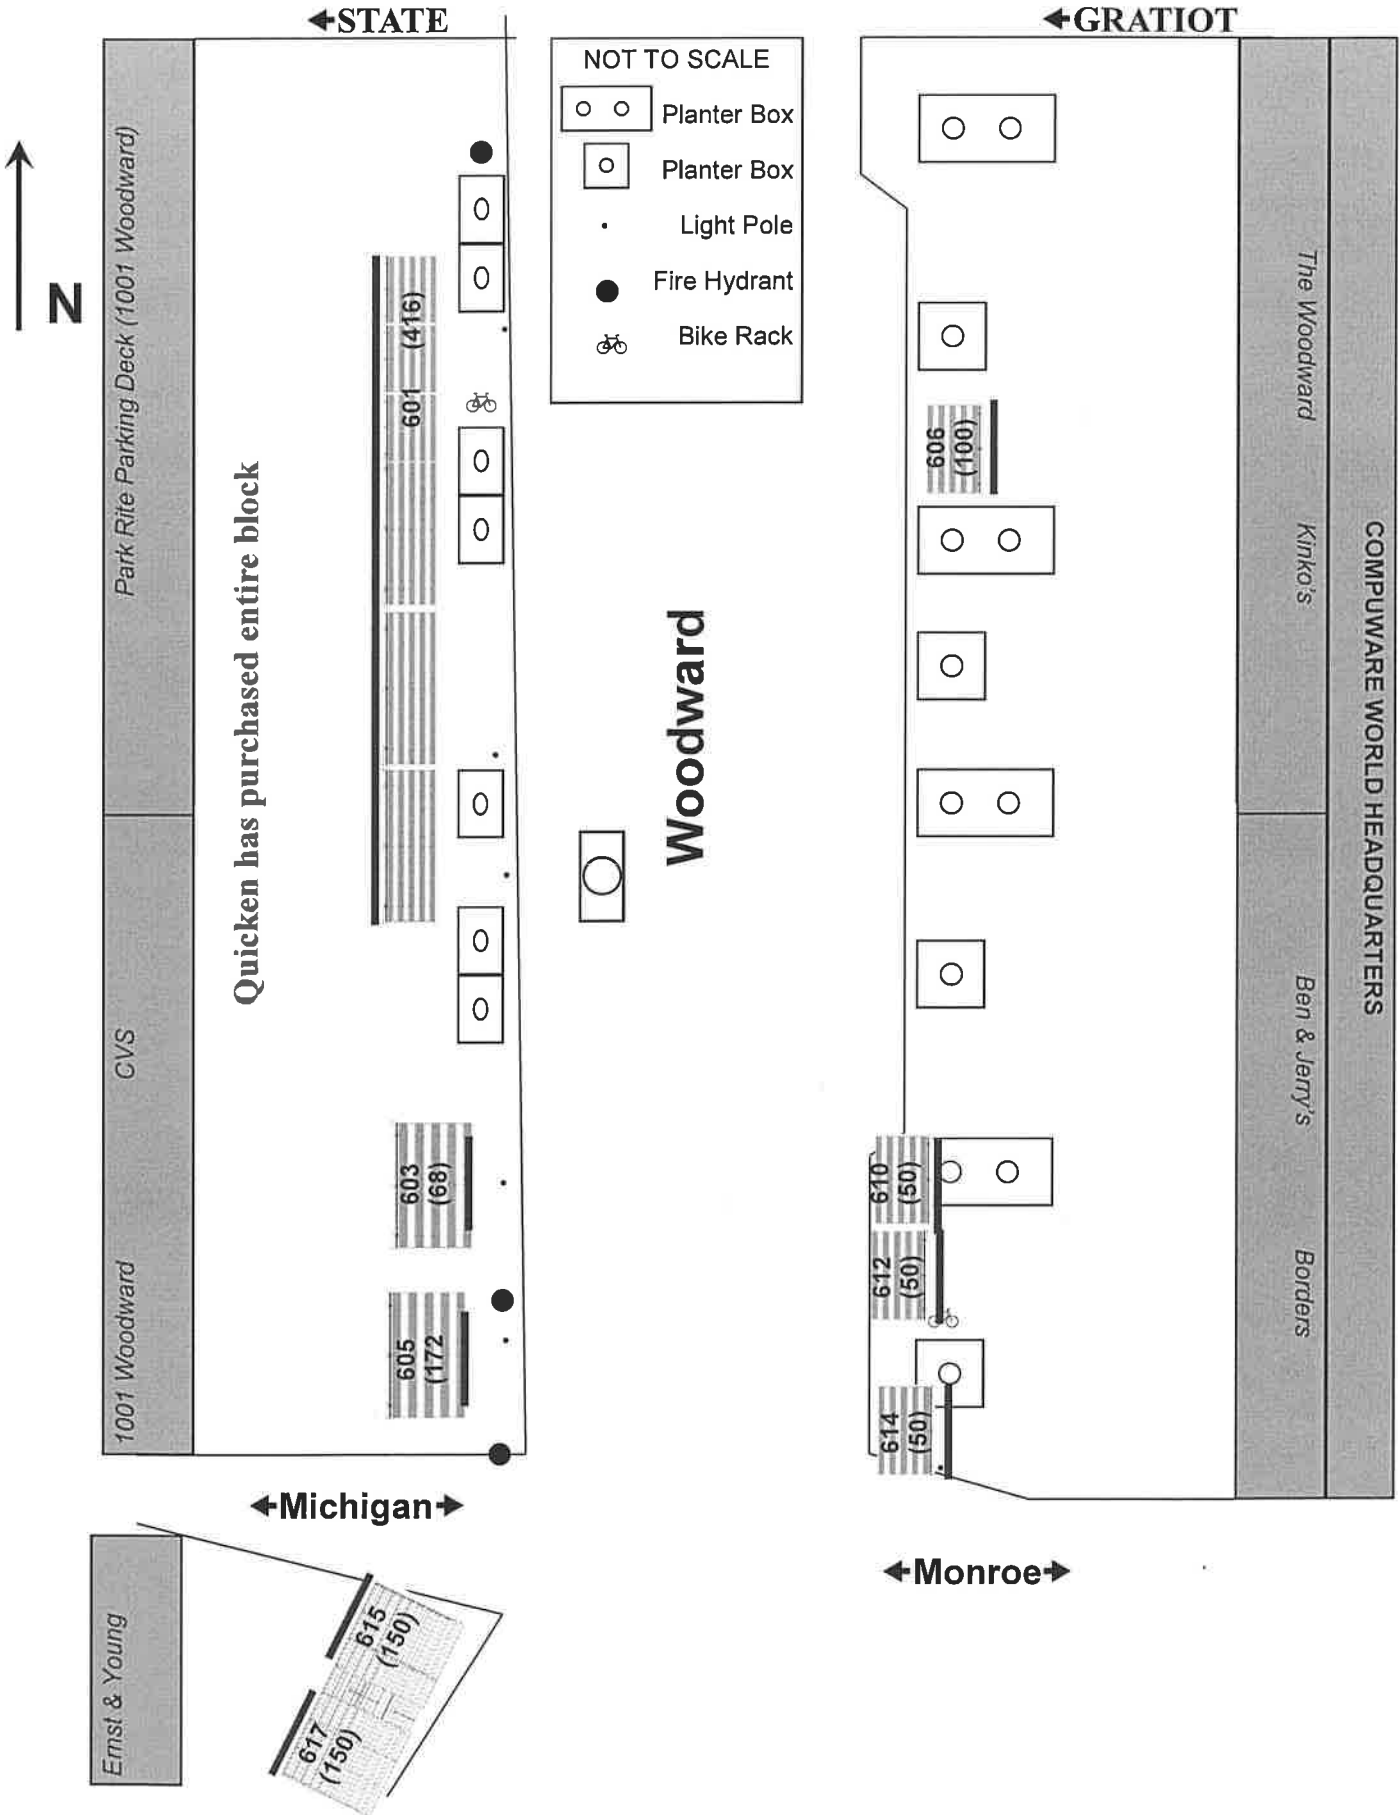 STATE
GRATIOT
NOT TO SCALE
Planter Box
Planter Box
Light Pole
Fire Hydrant
Bike Rack
N
Park Rite Parking Deck (1001 Woodward)
CVS
1001 Woodward
Quicken has purchased entire block
601 (416)
603
(68)
605
(172
Woodward
606
(100)
610
(50)
612
(50)
614
(50)
The Woodward
Kinko's
Ben & Jerry's
Borders
COMPUWARE WORLD HEADQUARTERS
Michigan
Monroe
Ernst & Young
615
(150)
617
(150)